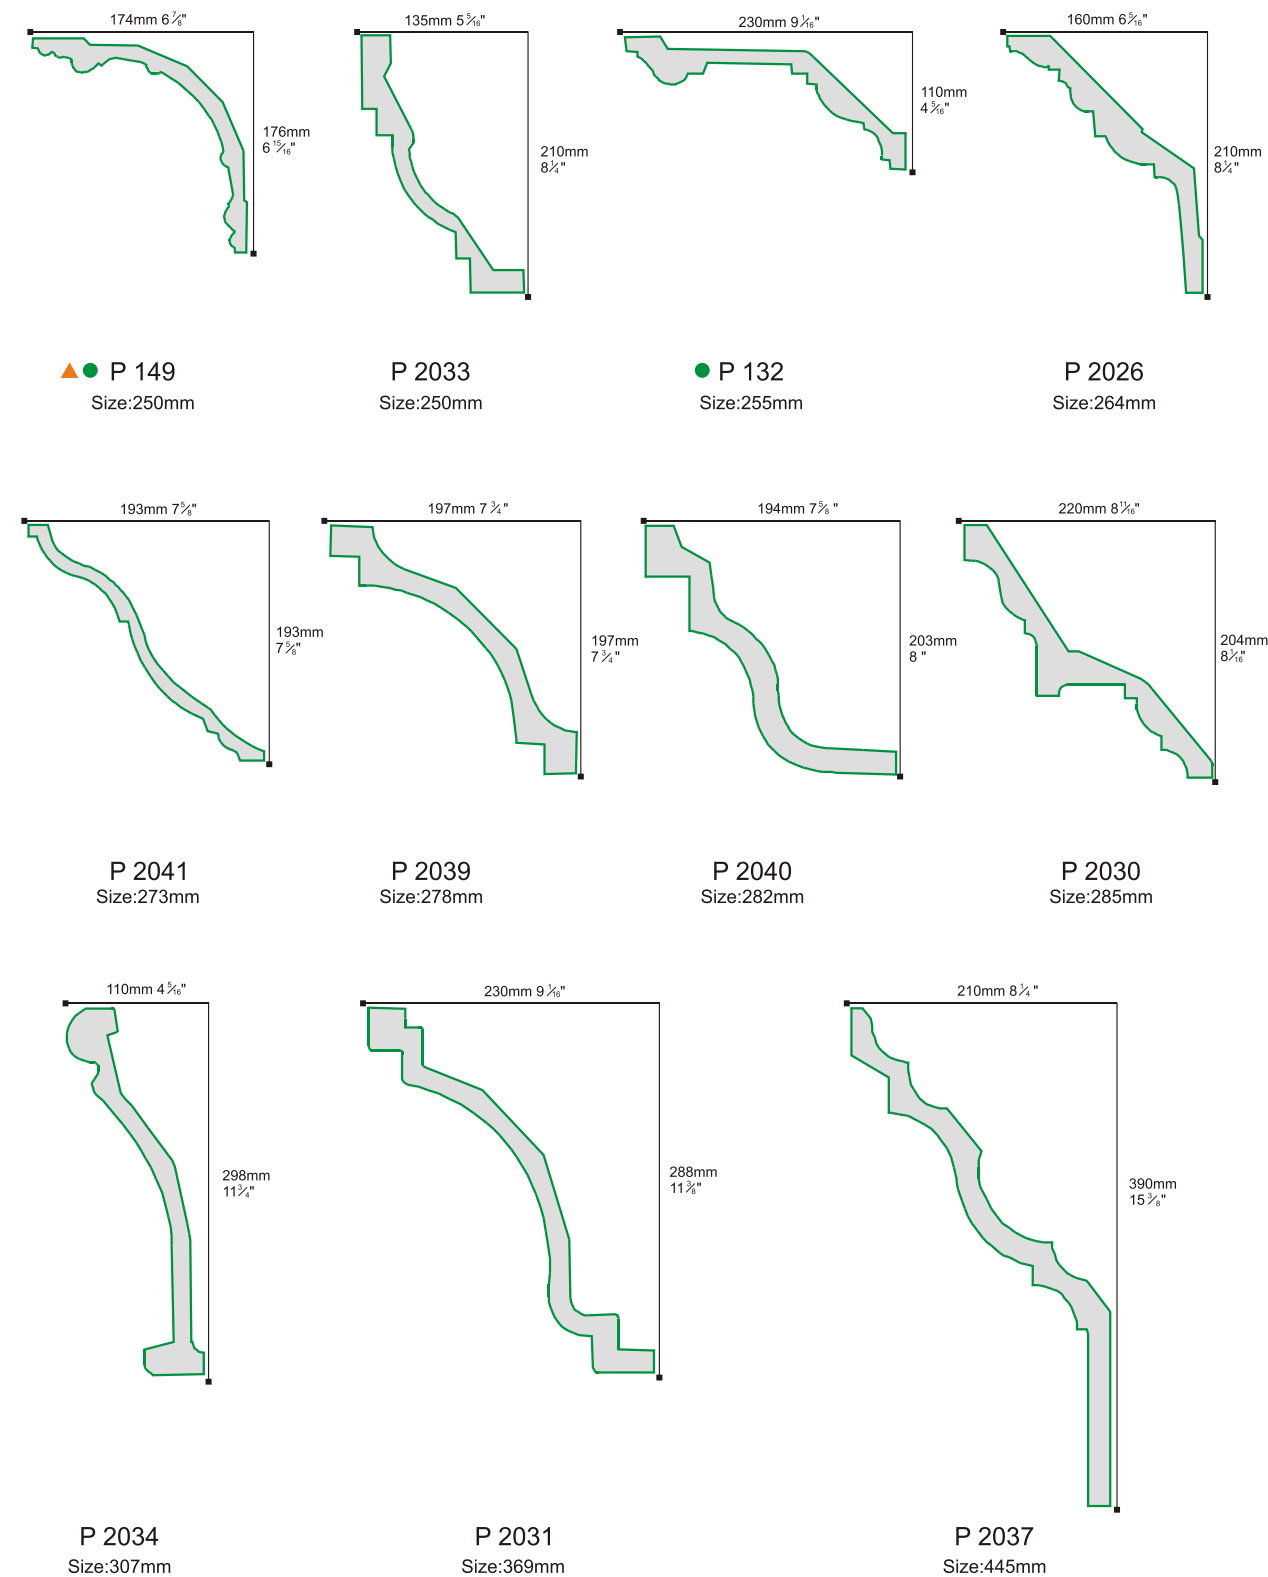 174mm 6 7/8"
135mm 5 5/16"
230mm 9 1/16"
160mm 6 5/16"
176mm
6 15/16"
210mm
8 1/4"
110mm
4 5/16"
210mm
8 1/4"
P 149
Size:250mm
P 2033
Size:250mm
P 132
Size:255mm
P 2026
Size:264mm
193mm 7 5/8"
197mm 7 3/4"
194mm 7 5/8 "
220mm 8 11/16"
193mm
7 5/8"
197mm
7 3/4"
203mm
8 "
204mm
8 1/16"
P 2041
Size:273mm
P 2039
Size:278mm
P 2040
Size:282mm
P 2030
Size:285mm
110mm 4 5/16"
230mm 9 1/16"
210mm 8 1/4 "
298mm
11 3/4"
288mm
11 3/8"
390mm
15 3/8"
P 2034
Size:307mm
P 2031
Size:369mm
P 2037
Size:445mm